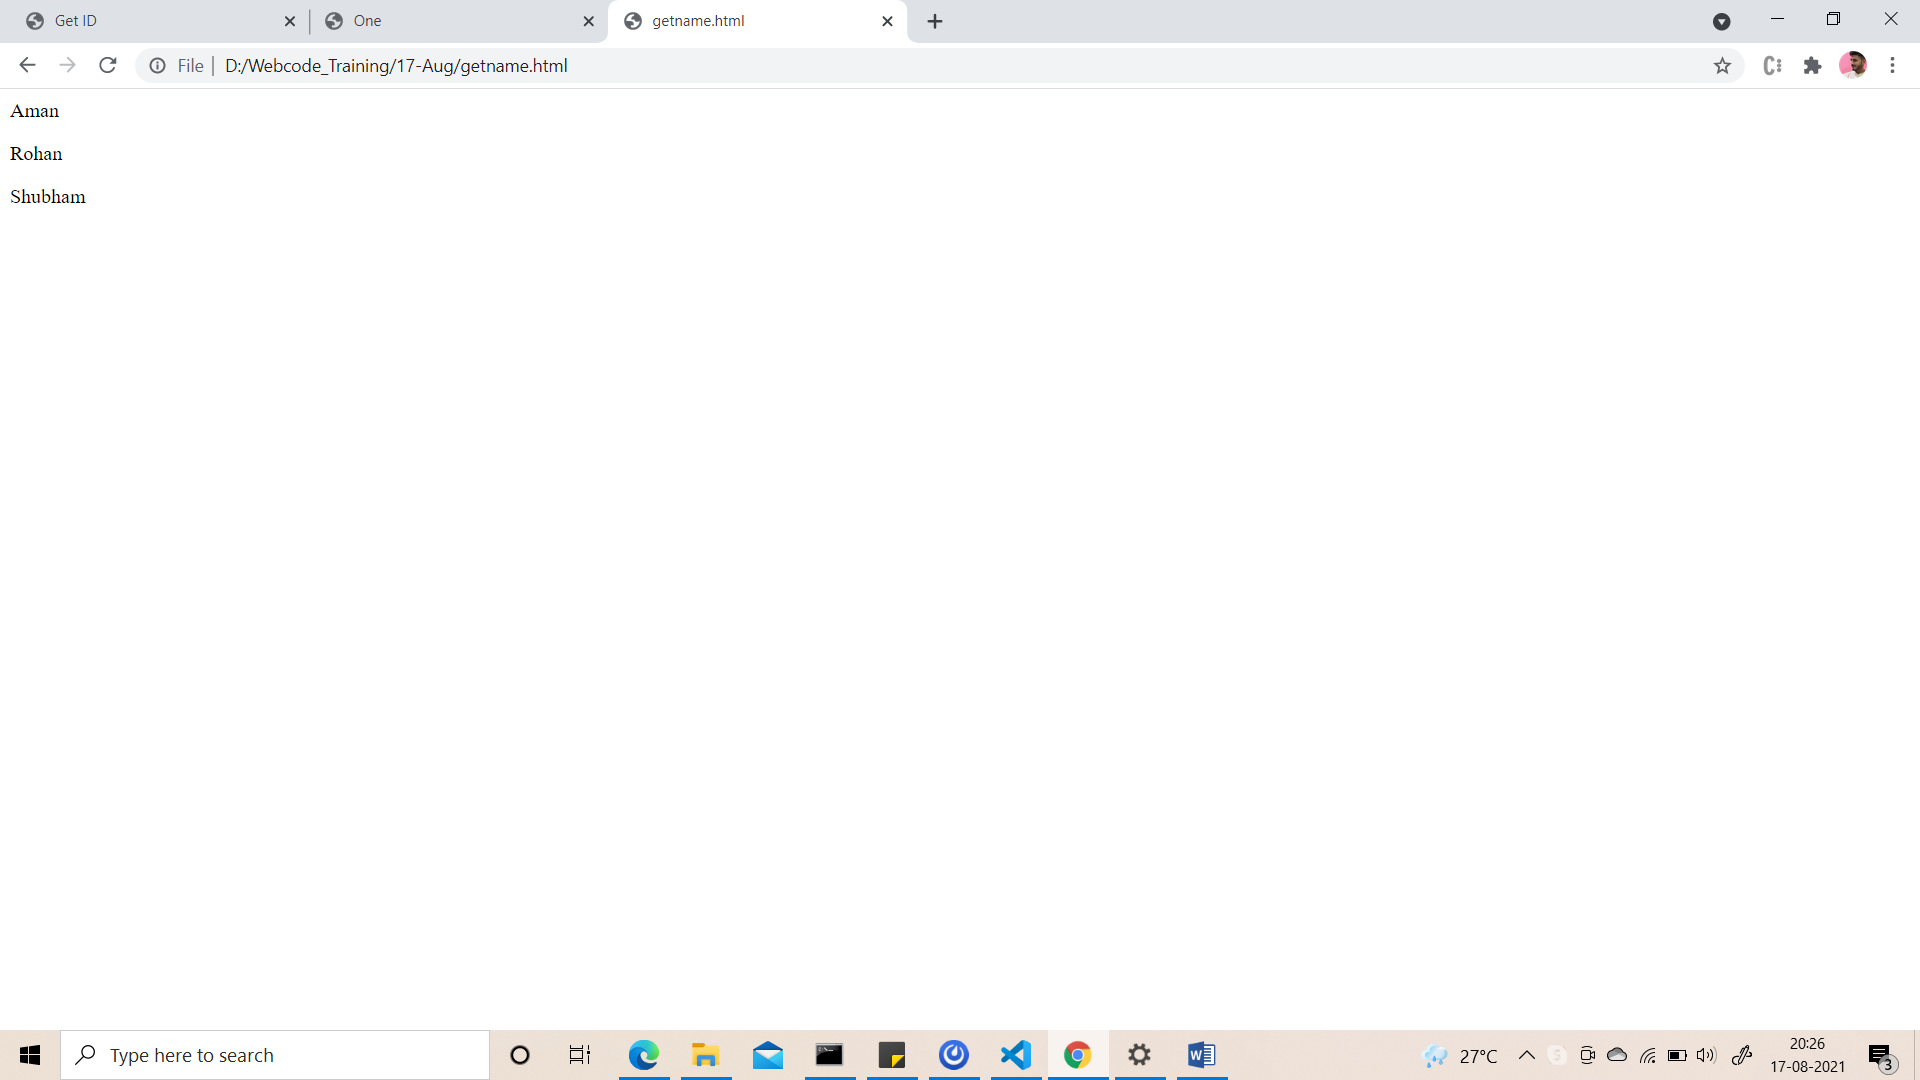 Get ID
One
getname.html
File
D:/Webcode_Training/17-Aug/getname.html
Aman
Rohan
Shubham
Type here to search
27°C
20:26
17-08-2021
3